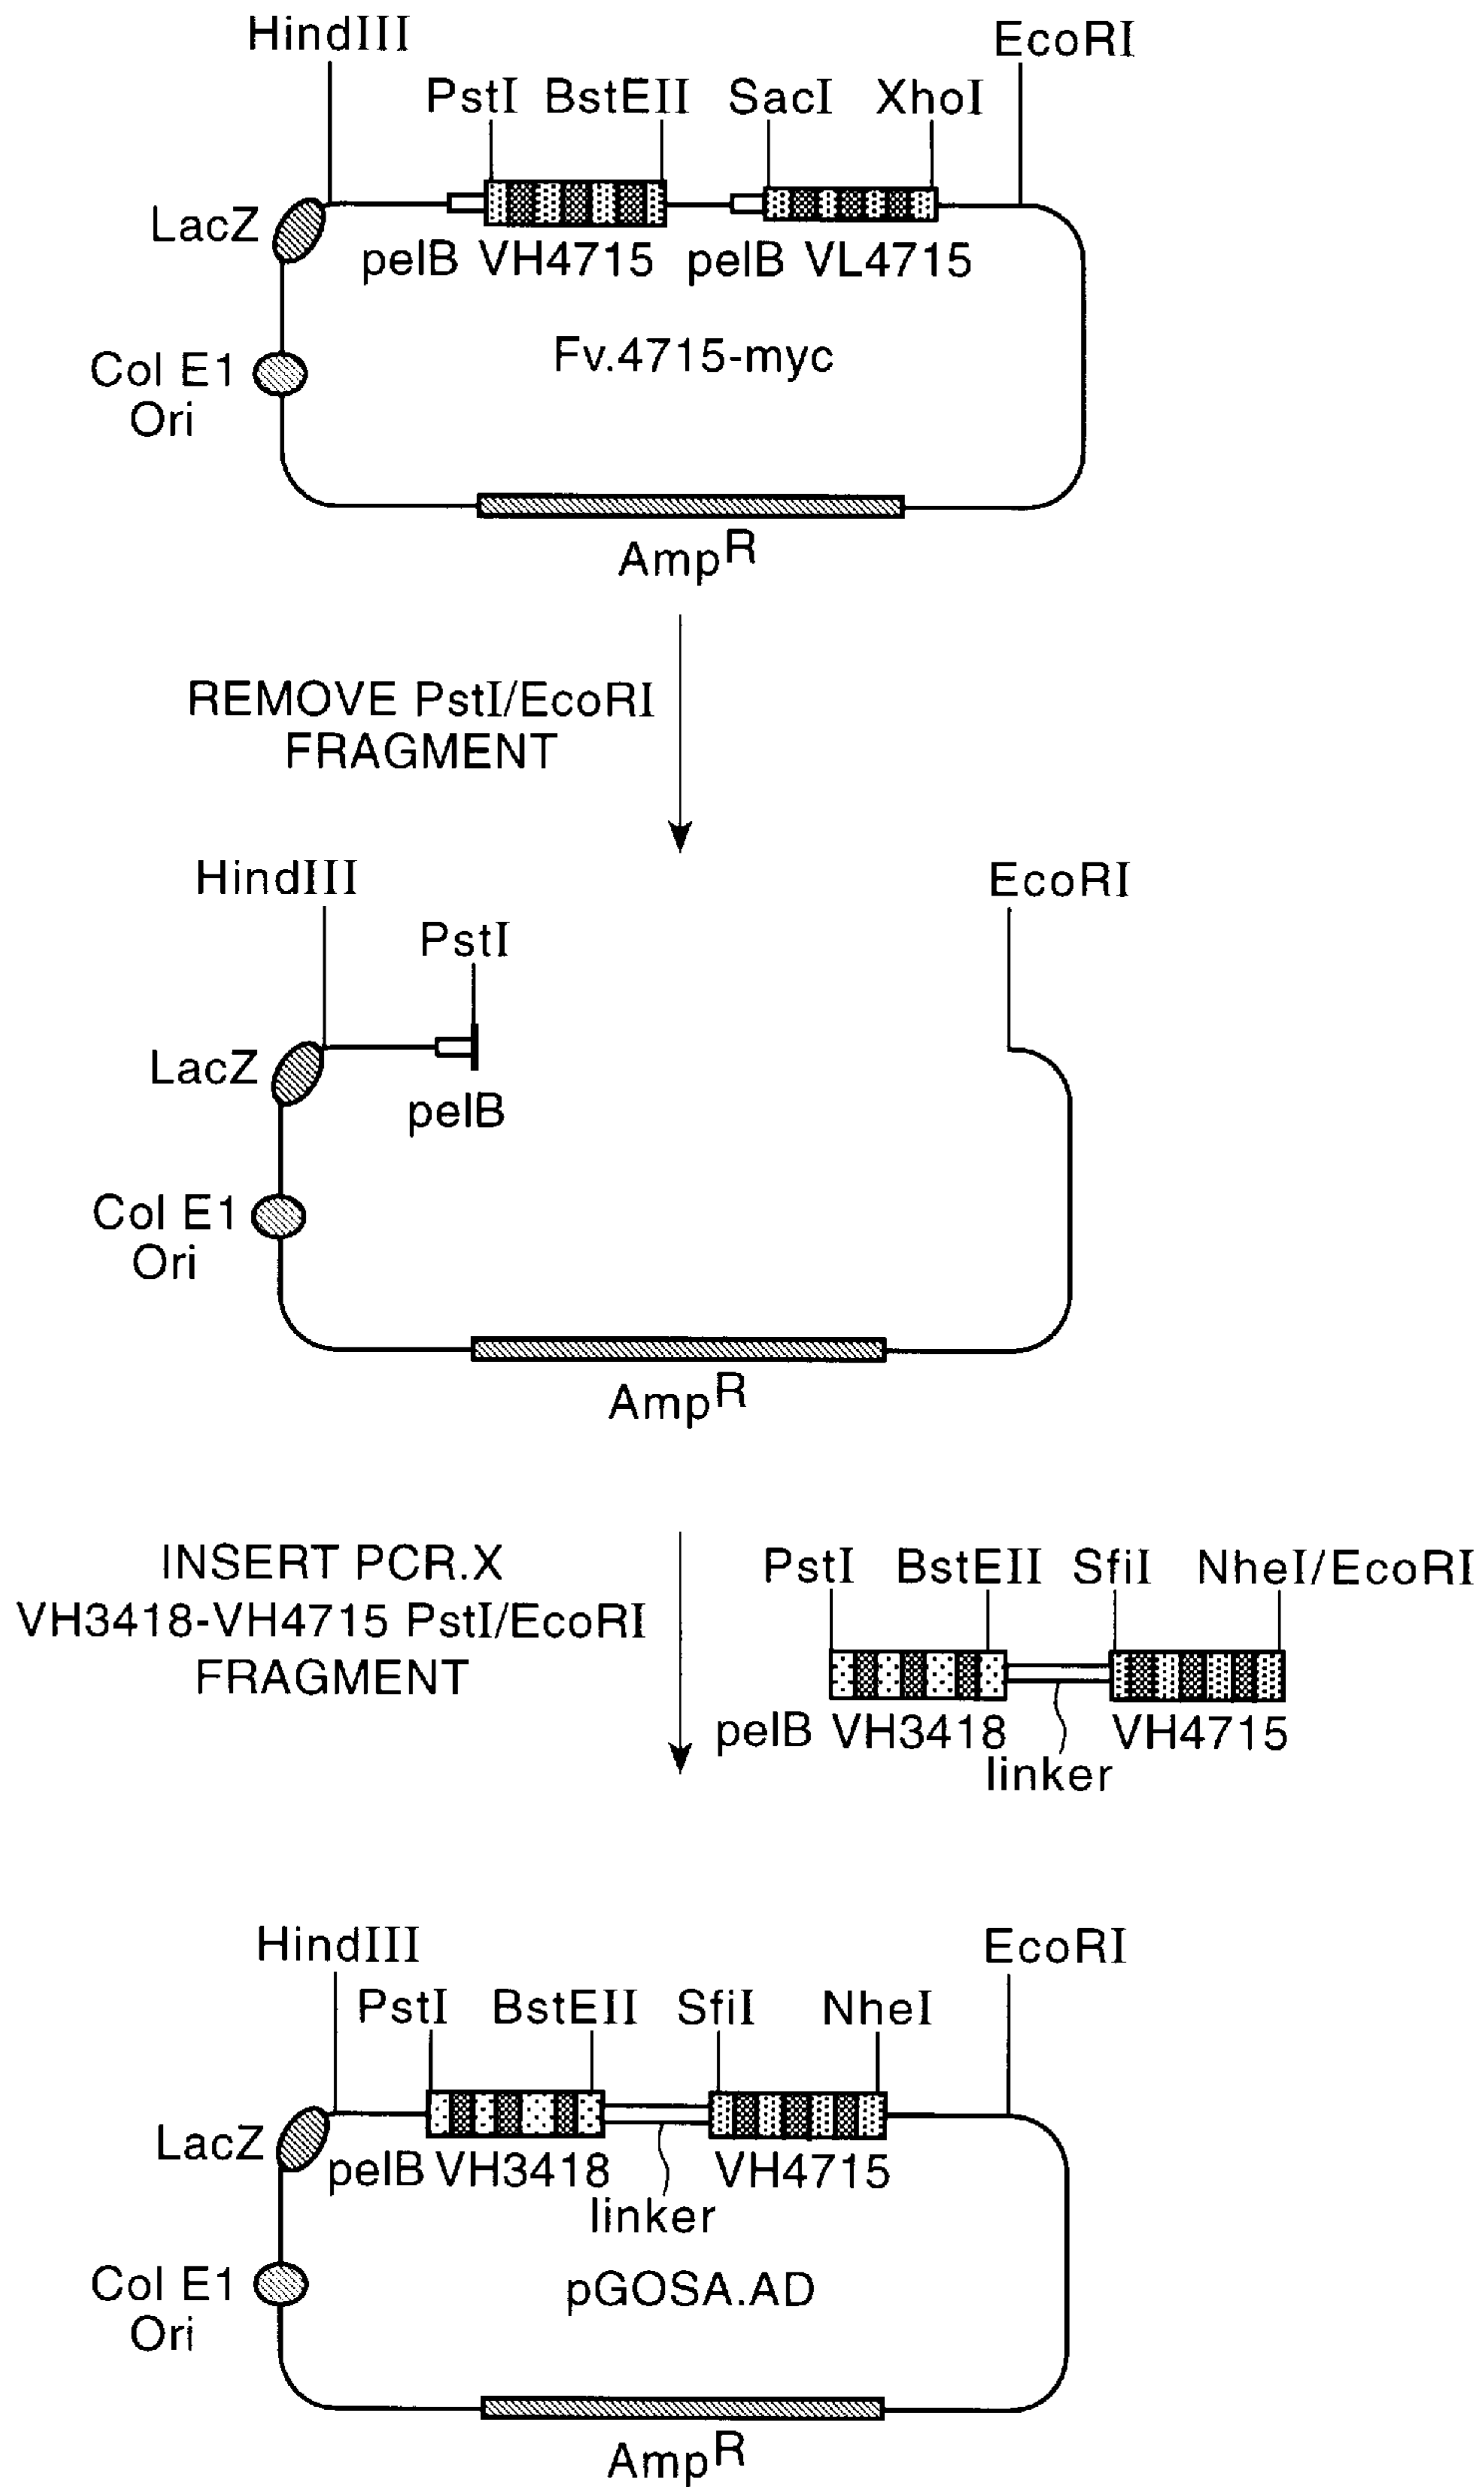 HindIII
EcoRI
PstI BstEII SacI XhoI
LacZ
pelB VH4715 pelB VL4715
Fv.4715-myc
Col E1
Ori
AmpR
REMOVE PstI/EcoRI
FRAGMENT
HindIII
EcoRI
PstI
LacZ
pelB
Col E1
Ori
AmpR
INSERT PCR.X
VH3418-VH4715 PstI/EcoRI
FRAGMENT
PstI BstEII SfiI NheI/EcoRI
pelB VH3418 VH4715
linker
HindIII
EcoRI
PstI BstEII SfiI NheI
LacZ
pelB VH3418 VH4715
linker
pGOSA.AD
Col E1
Ori
AmpR